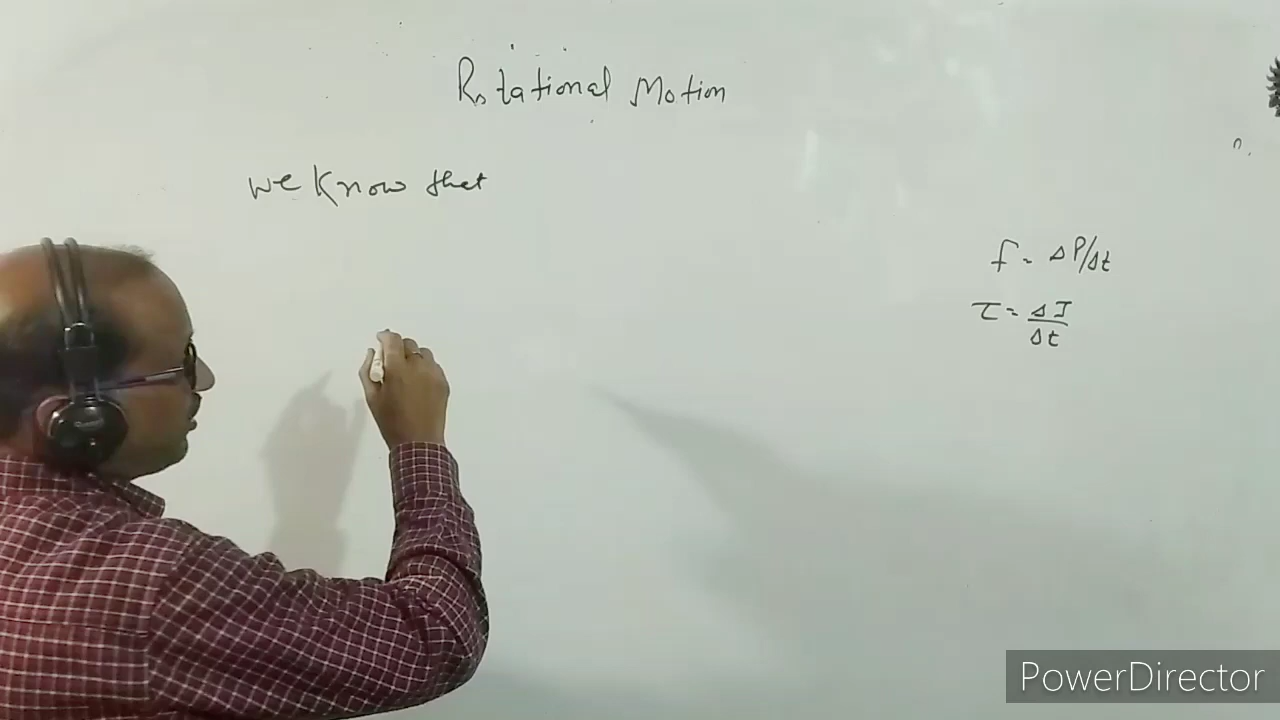 Rotational Motion
We Know that
f = ΔP/Δt
τ = ΔJ/Δt
PowerDirector